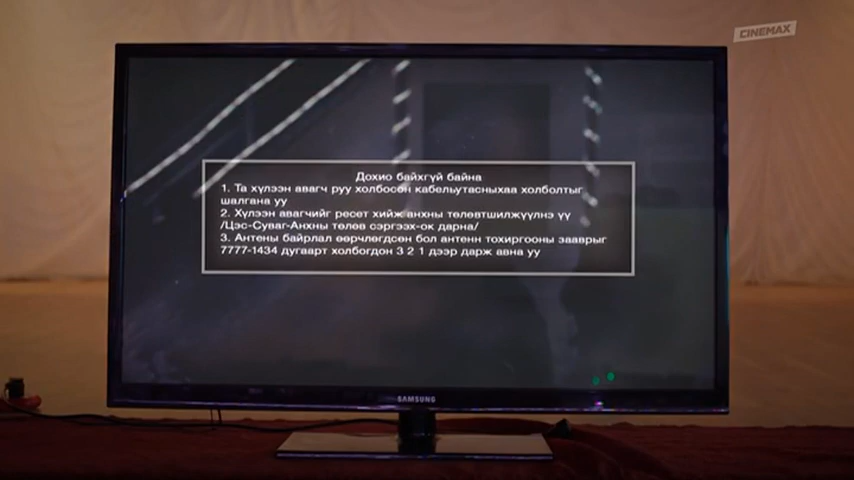 CINEMAX
Дохио байхгүй байна
1. Та хүлээн авагч руу холбосон кабельутасныхаа холболтыг
шалгана уу
2. Хүлээн авагчийг ресет хийж анхны төлөвтшилжүүлнэ үү
/Цэс-Суваг-Анхны төлөв сэргээх-ок дарна/
3. Антены байрлал өөрчлөгдсөн бол антенн тохиргооны зааврыг
7777-1434 дугаарт холбогдон 3 2 1 дээр дарж авна уу
SAMSUNG